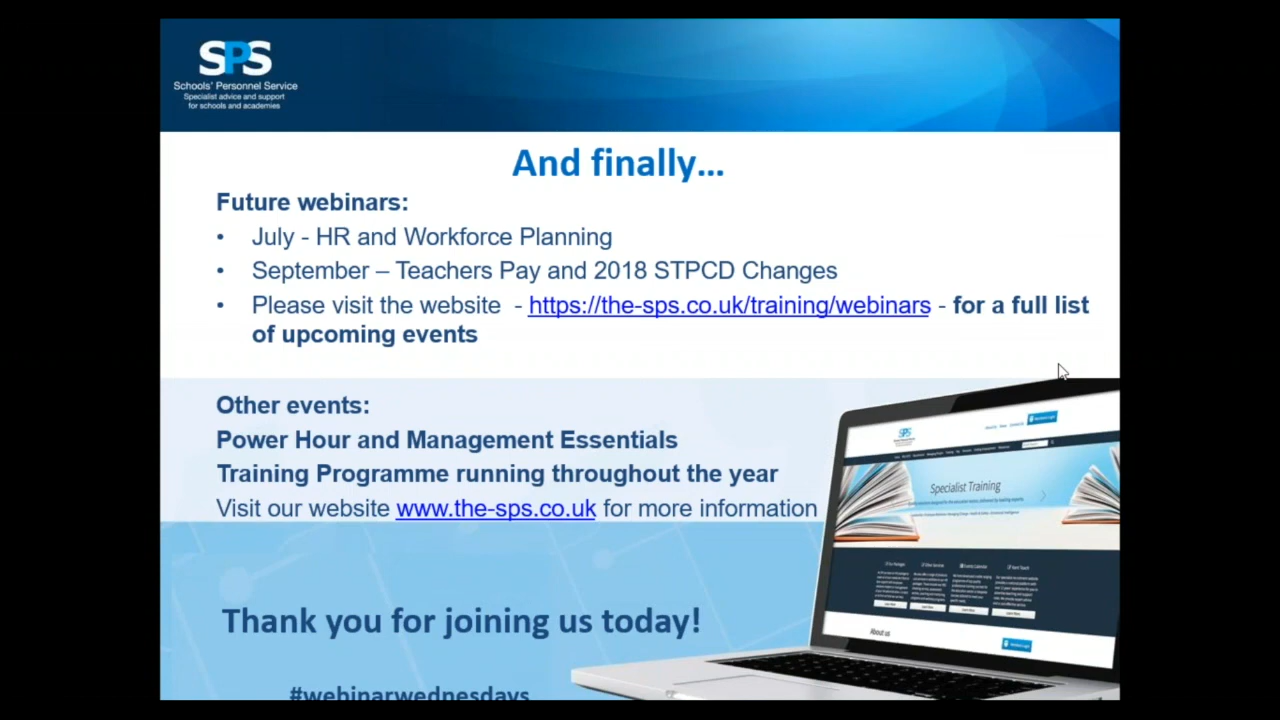 SPS
Schools' Personnel Service
Specialist advice and support
for schools and academies
And finally...
Future webinars:
• July - HR and Workforce Planning
• September – Teachers Pay and 2018 STPCD Changes
• Please visit the website - https://the-sps.co.uk/training/webinars - for a full list
of upcoming events
Other events:
Power Hour and Management Essentials
Training Programme running throughout the year
Visit our website www.the-sps.co.uk for more information
SPS
Specialist Training
About us
Thank you for joining us today!
#webinarwednesdays